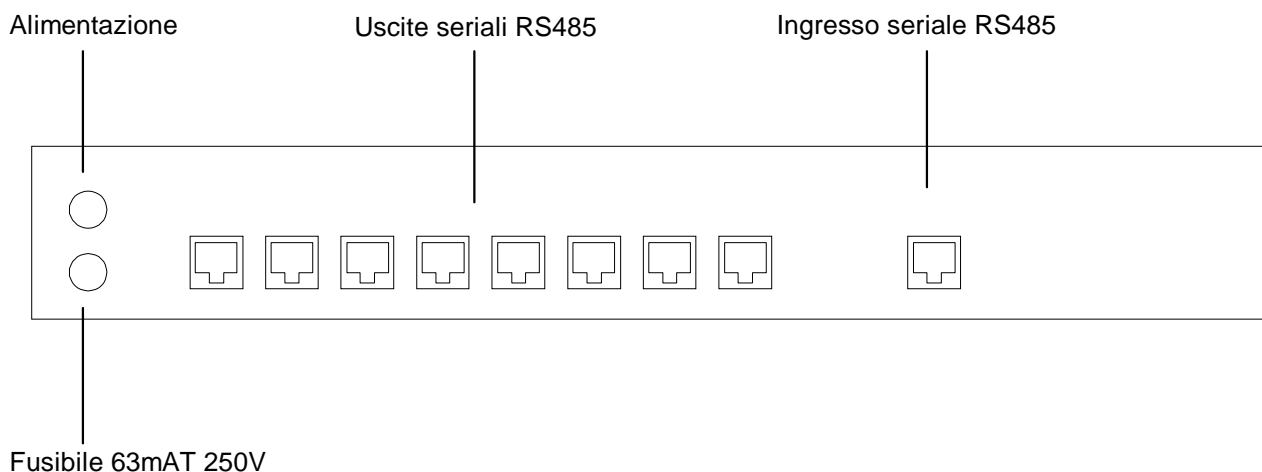 Alimentazione
Uscite seriali RS485
Ingresso seriale RS485
Fusibile 63mAT 250V